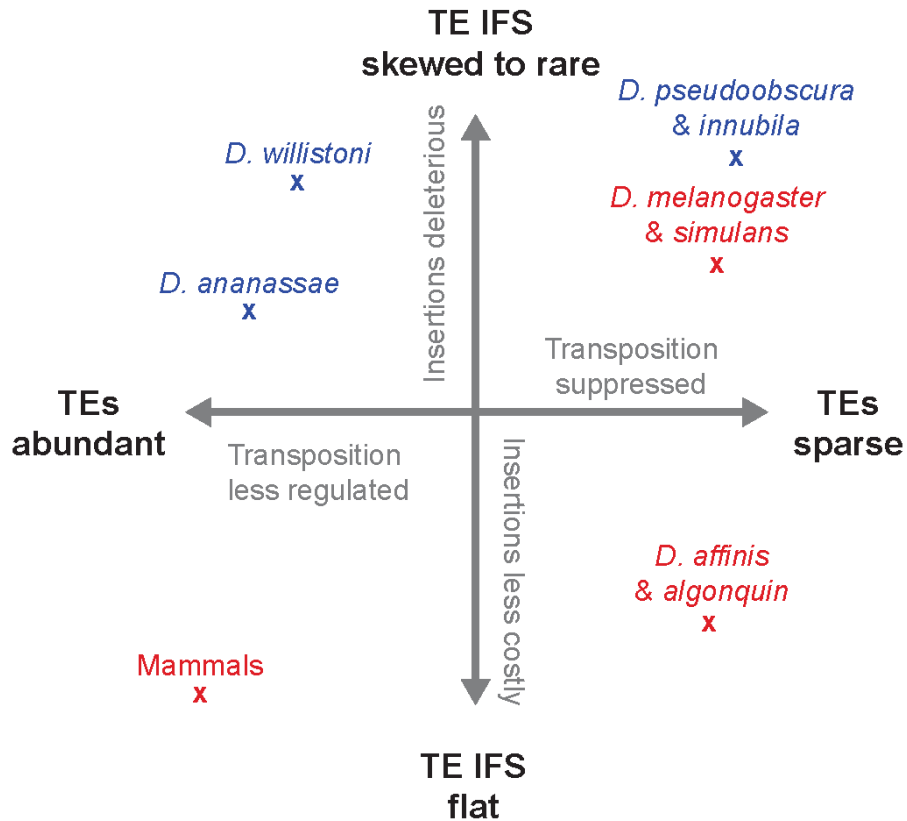 TE IFS
skewed to rare
D. pseudoobscura
& innubila
x
D. willistoni
x
D. melanogaster
& simulans
x
D. ananassae
x
Insertions deleterious
Transposition
suppressed
TEs
abundant
TEs
sparse
Transposition
less regulated
Insertions less costly
D. affinis
& algonquin
x
Mammals
x
TE IFS
flat